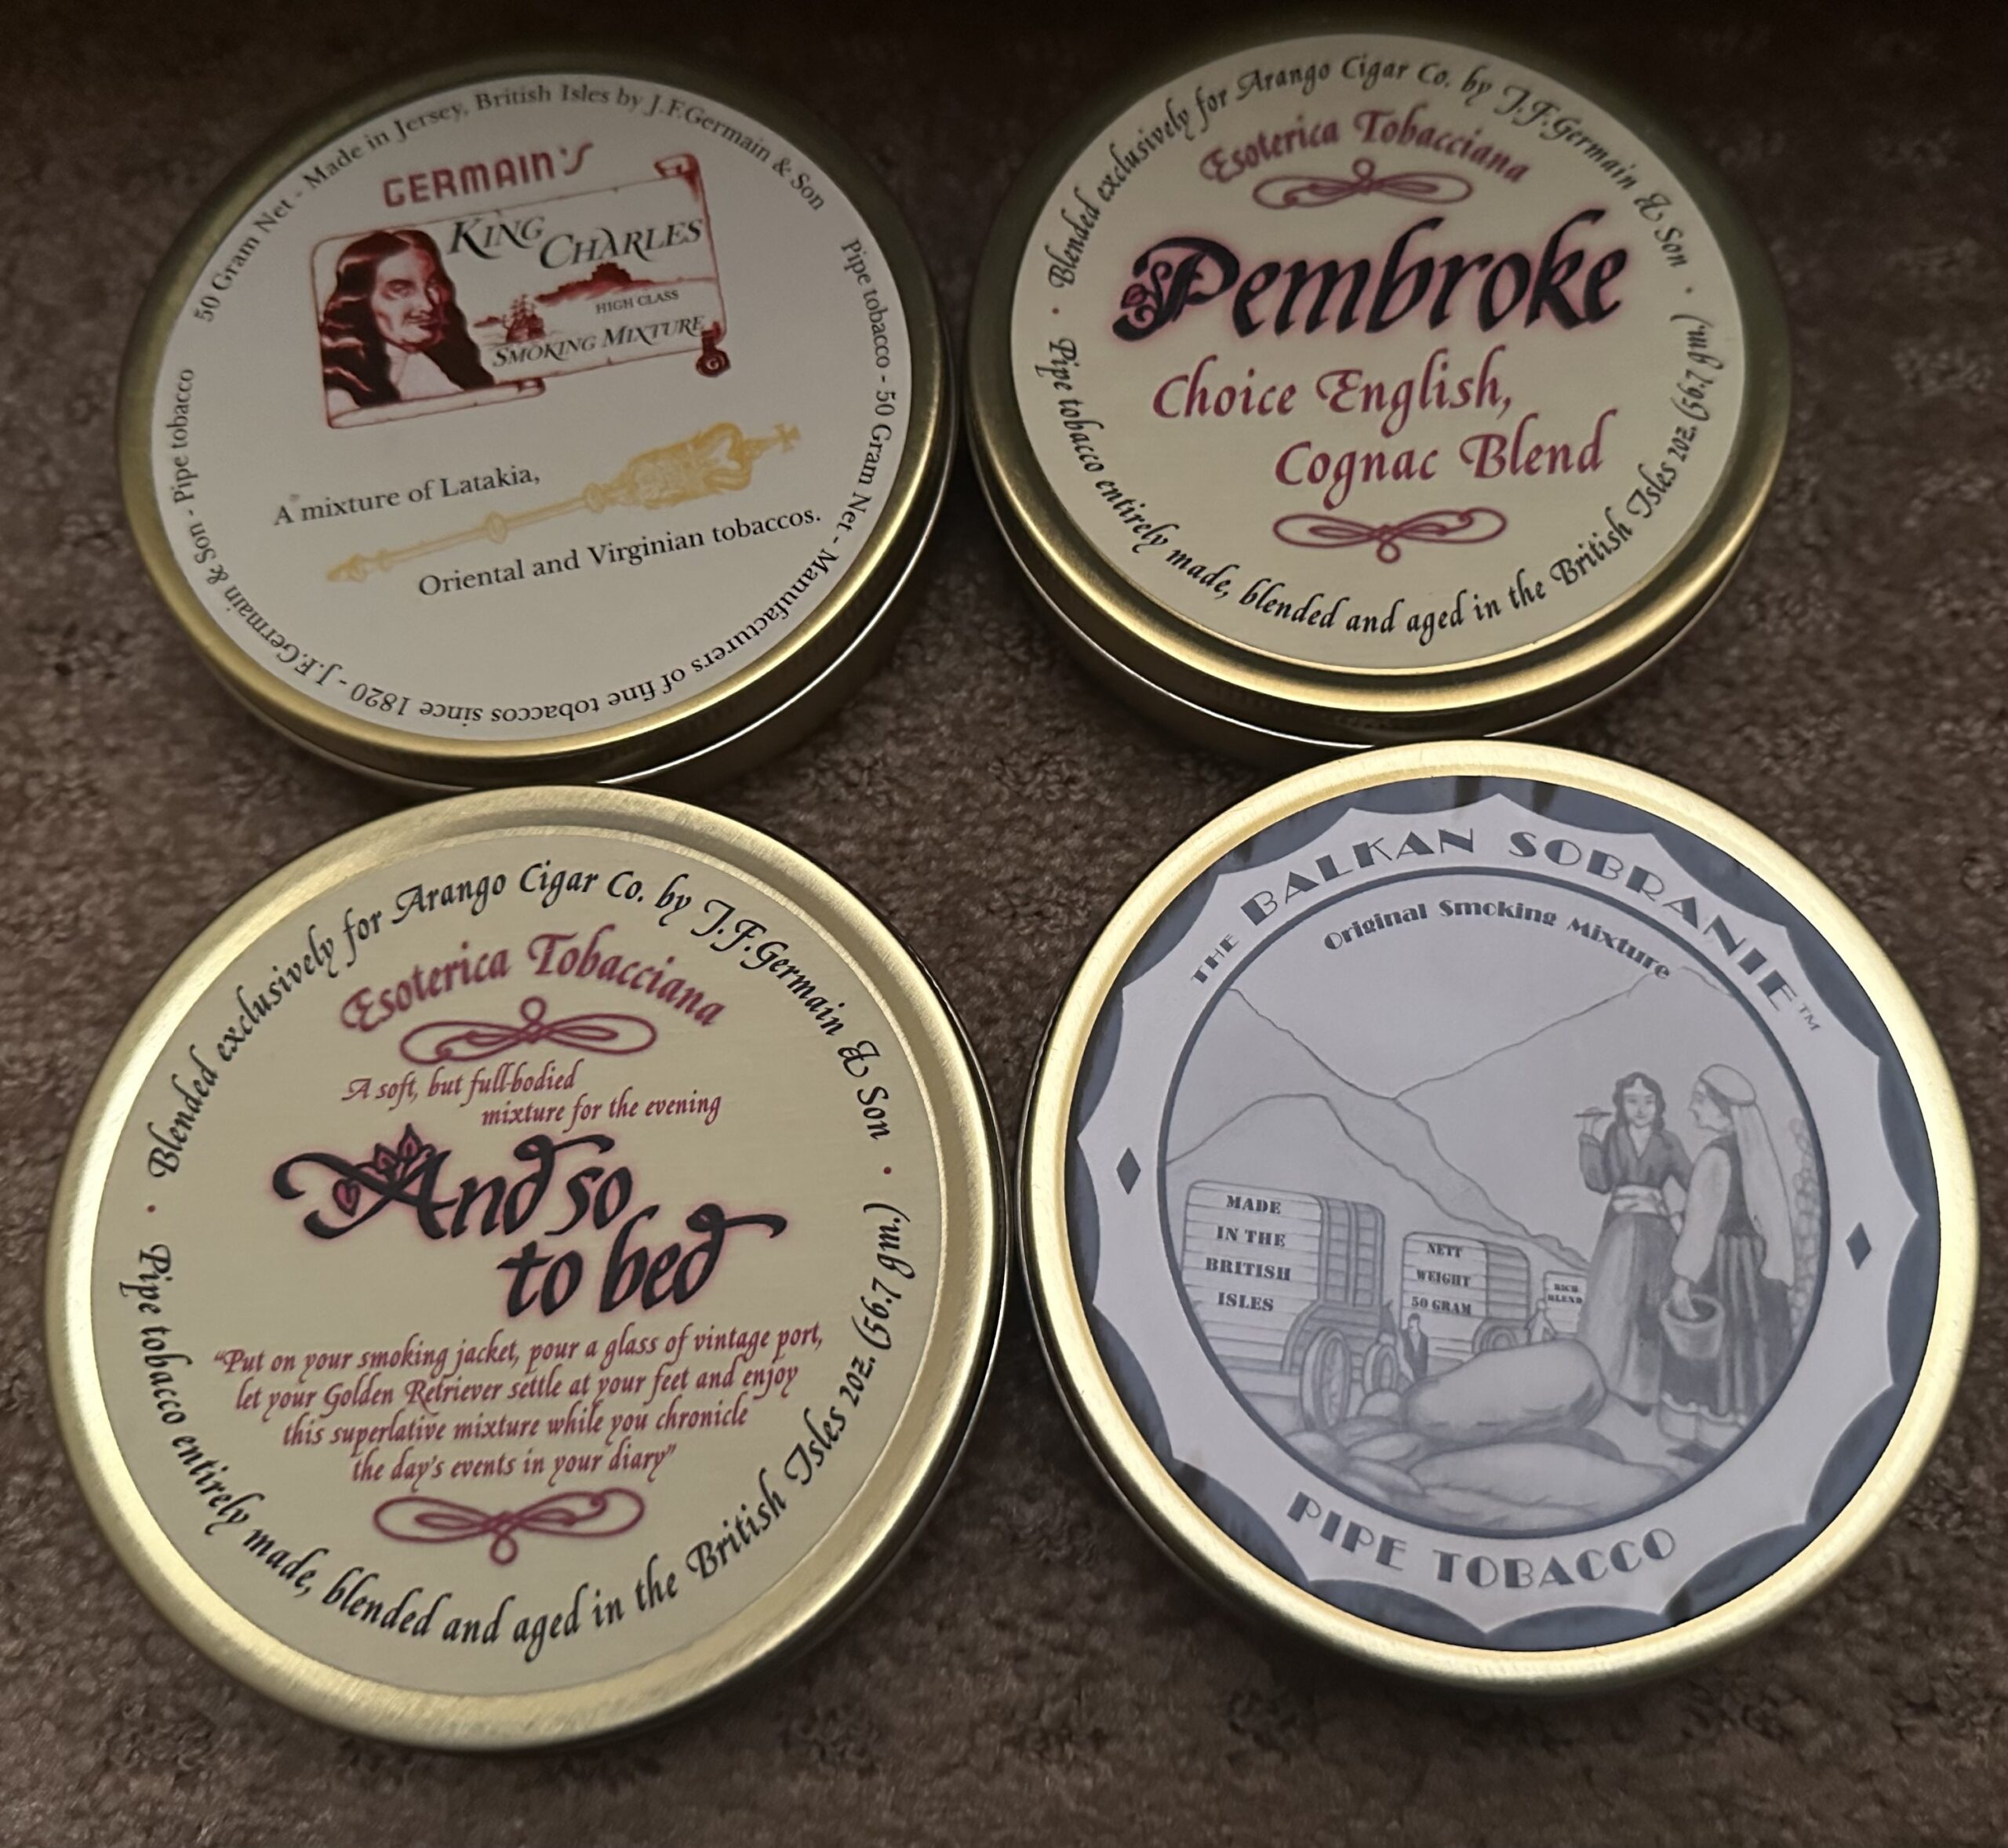 50 Gram Net - Made in Jersey, British Isles by J.F.Germain & Son
GERMAIN'S
KING
CHARLES
HIGH CLASS
SMOKING MIXTURE
G
A mixture of Latakia,
Oriental and Virginian tobaccos.
Pipe tobacco - 50 Gram Net - Manufacturers of fine tobaccos since 1820 - J.F.Germain & Son - Pipe tobacco
· Blended exclusively for Arango Cigar Co. by J.F.Germain & Son ·
Esoterica Tobacciana
Pembroke
Choice English,
Cognac Blend
Pipe tobacco entirely made, blended and aged in the British Isles 2oz.(56.7 gm.)
· Blended exclusively for Arango Cigar Co. by J.F.Germain & Son ·
Esoterica Tobacciana
A soft, but full-bodied
mixture for the evening
And so
to bed
"Put on your smoking jacket, pour a glass of vintage port,
let your Golden Retriever settle at your feet and enjoy
this superlative mixture while you chronicle
the day's events in your diary"
Pipe tobacco entirely made, blended and aged in the British Isles 2oz.(56.7 gm.)
THE BALKAN SOBRANIE™
Original Smoking Mixture
MADE
IN THE
BRITISH
ISLES
NETT
WEIGHT
50 GRAM
RICH
BLEND
PIPE TOBACCO